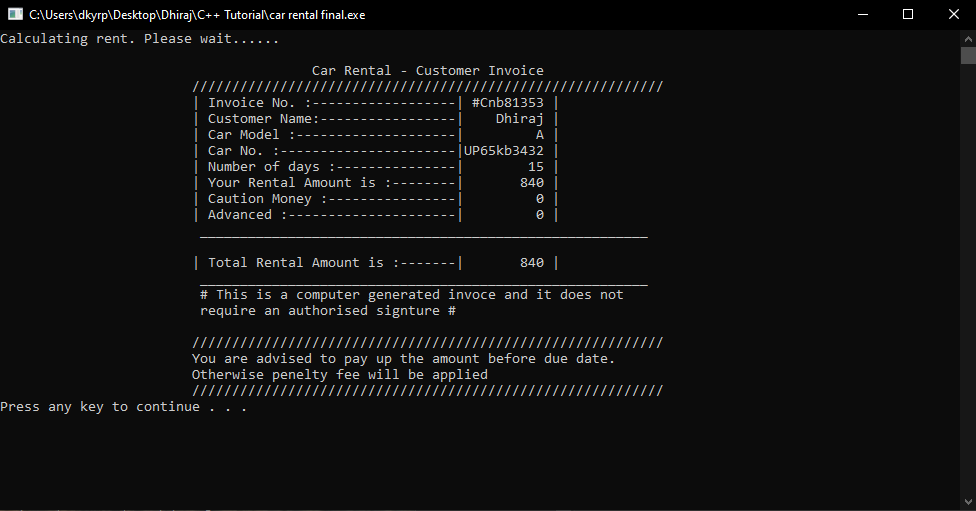 C:\Users\dkyrp\Desktop\Dhiraj\C++ Tutorial\car rental final.exe
Calculating rent. Please wait......
Car Rental - Customer Invoice
///////////////////////////////////////////////////////////
| Invoice No. :------------------| #Cnb81353 |
| Customer Name:-----------------| Dhiraj |
| Car Model :--------------------| A |
| Car No. :----------------------|UP65kb3432 |
| Number of days :---------------| 15 |
| Your Rental Amount is :--------| 840 |
| Caution Money :----------------| 0 |
| Advanced :---------------------| 0 |
________________________________________________________
| Total Rental Amount is :-------| 840 |
________________________________________________________
# This is a computer generated invoce and it does not
require an authorised signture #
///////////////////////////////////////////////////////////
You are advised to pay up the amount before due date.
Otherwise penelty fee will be applied
///////////////////////////////////////////////////////////
Press any key to continue . . .